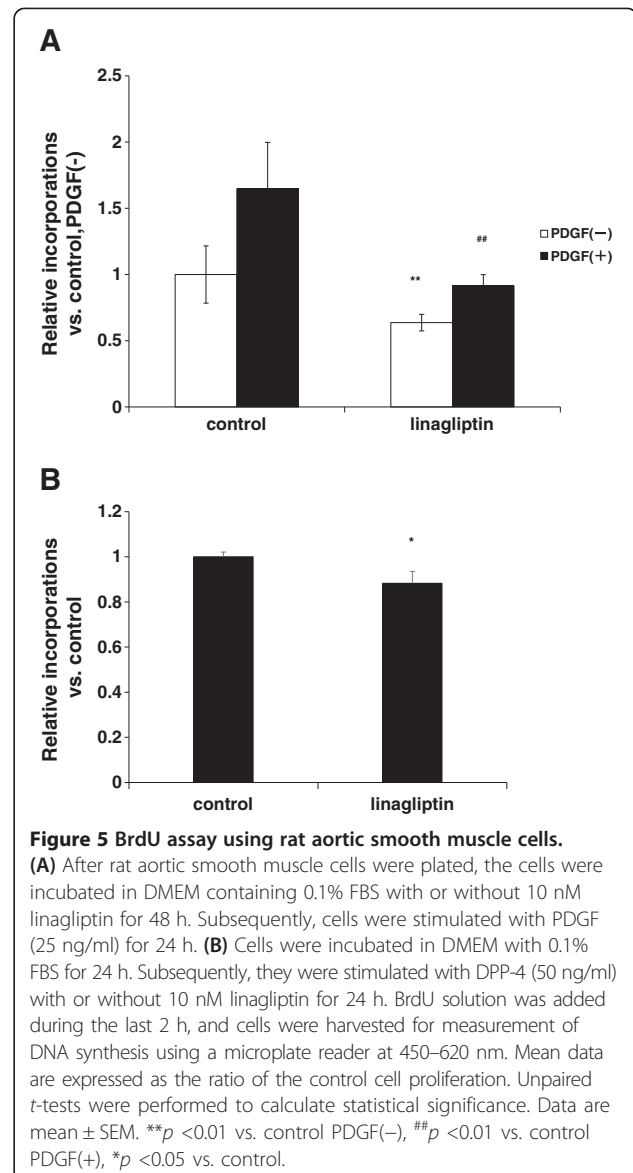 A
Relative incorporations
vs. control,PDGF(-)
2.5
2
1.5
1
0.5
0
**
##
PDGF(−)
PDGF(+)
control
linagliptin
B
Relative incorporations
vs. control
1.2
1
0.8
0.6
0.4
0.2
0
*
control
linagliptin
Figure 5 BrdU assay using rat aortic smooth muscle cells.
(A) After rat aortic smooth muscle cells were plated, the cells were
incubated in DMEM containing 0.1% FBS with or without 10 nM
linagliptin for 48 h. Subsequently, cells were stimulated with PDGF
(25 ng/ml) for 24 h. (B) Cells were incubated in DMEM with 0.1%
FBS for 24 h. Subsequently, they were stimulated with DPP-4 (50 ng/ml)
with or without 10 nM linagliptin for 24 h. BrdU solution was added
during the last 2 h, and cells were harvested for measurement of
DNA synthesis using a microplate reader at 450–620 nm. Mean data
are expressed as the ratio of the control cell proliferation. Unpaired
t-tests were performed to calculate statistical significance. Data are
mean ± SEM. **p <0.01 vs. control PDGF(−), ##p <0.01 vs. control
PDGF(+), *p <0.05 vs. control.